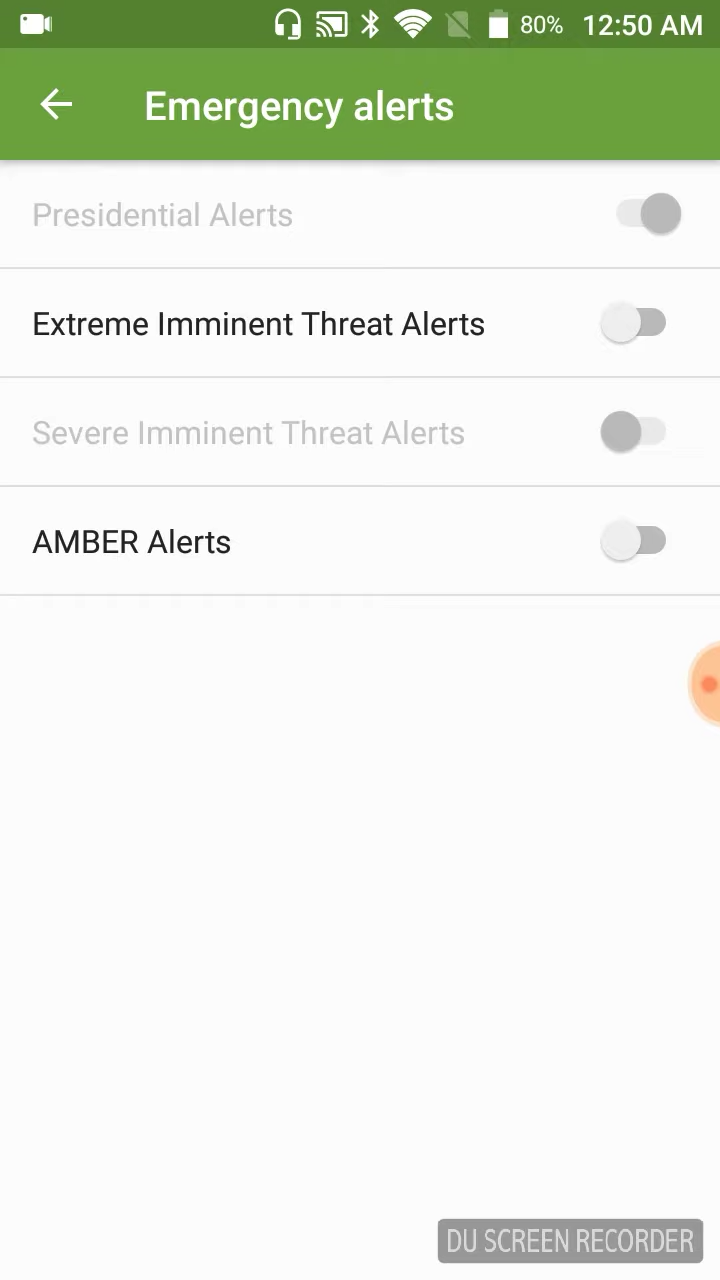 80% 12:50 AM
Emergency alerts
Presidential Alerts
Extreme Imminent Threat Alerts
Severe Imminent Threat Alerts
AMBER Alerts
DU SCREEN RECORDER